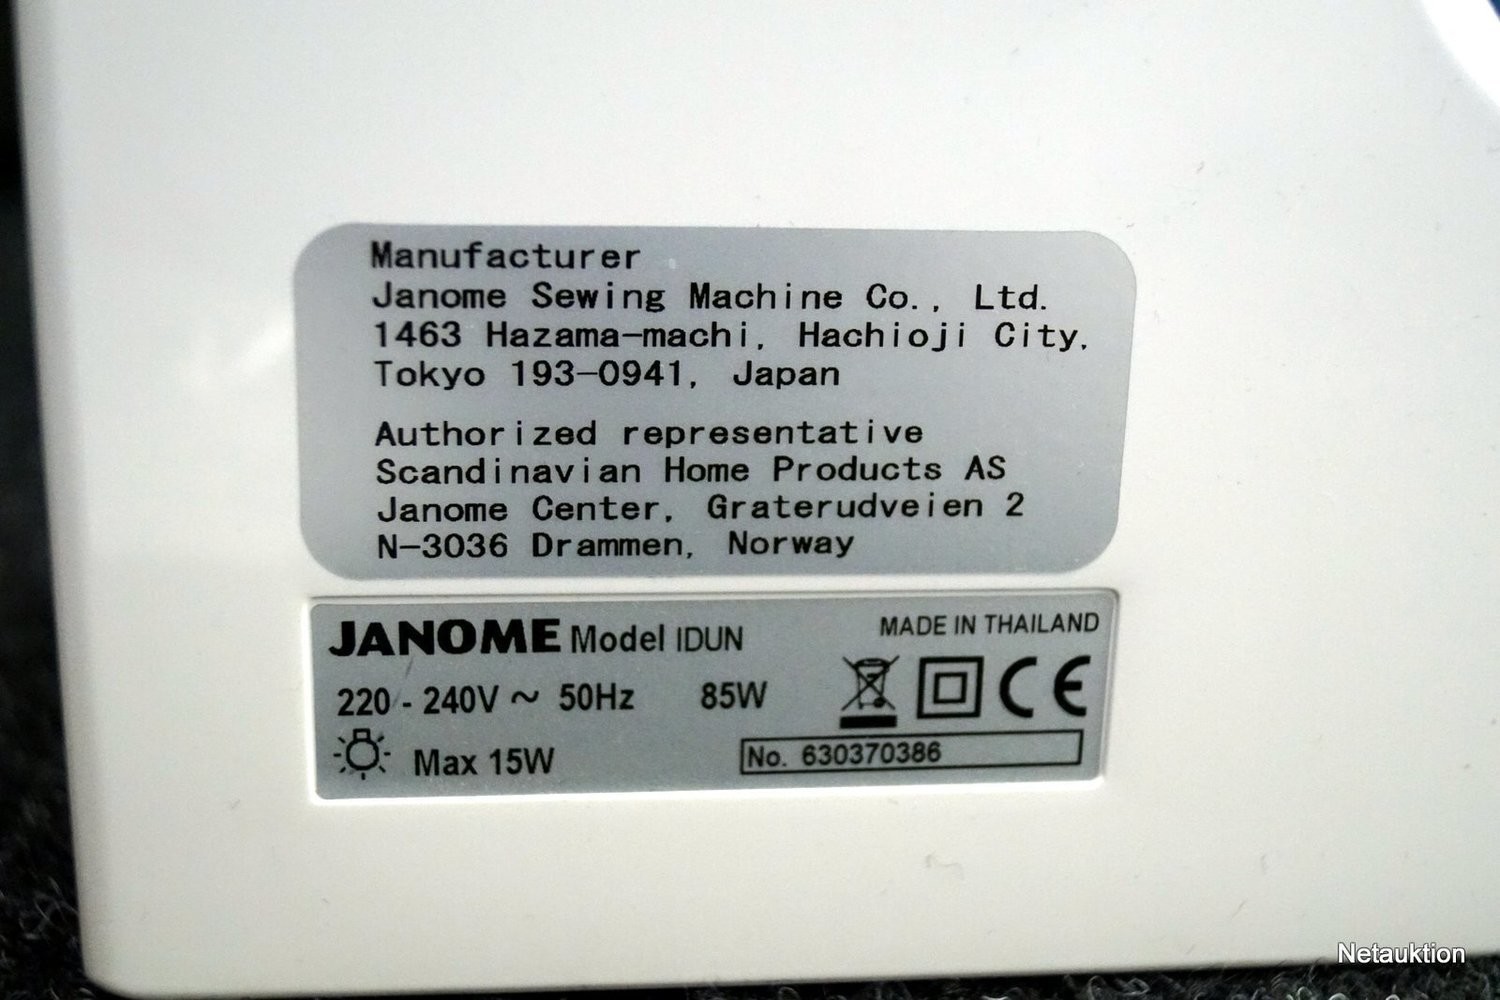 Manufacturer
Janome Sewing Machine Co., Ltd.
1463 Hazama-machi, Hachioji City,
Tokyo 193-0941, Japan
Authorized representative
Scandinavian Home Products AS
Janome Center, Graterudveien 2
N-3036 Drammen, Norway
JANOME Model IDUN
MADE IN THAILAND
220 - 240V ~ 50Hz 85W
CE
Max 15W
No. 630370386
Netauktion